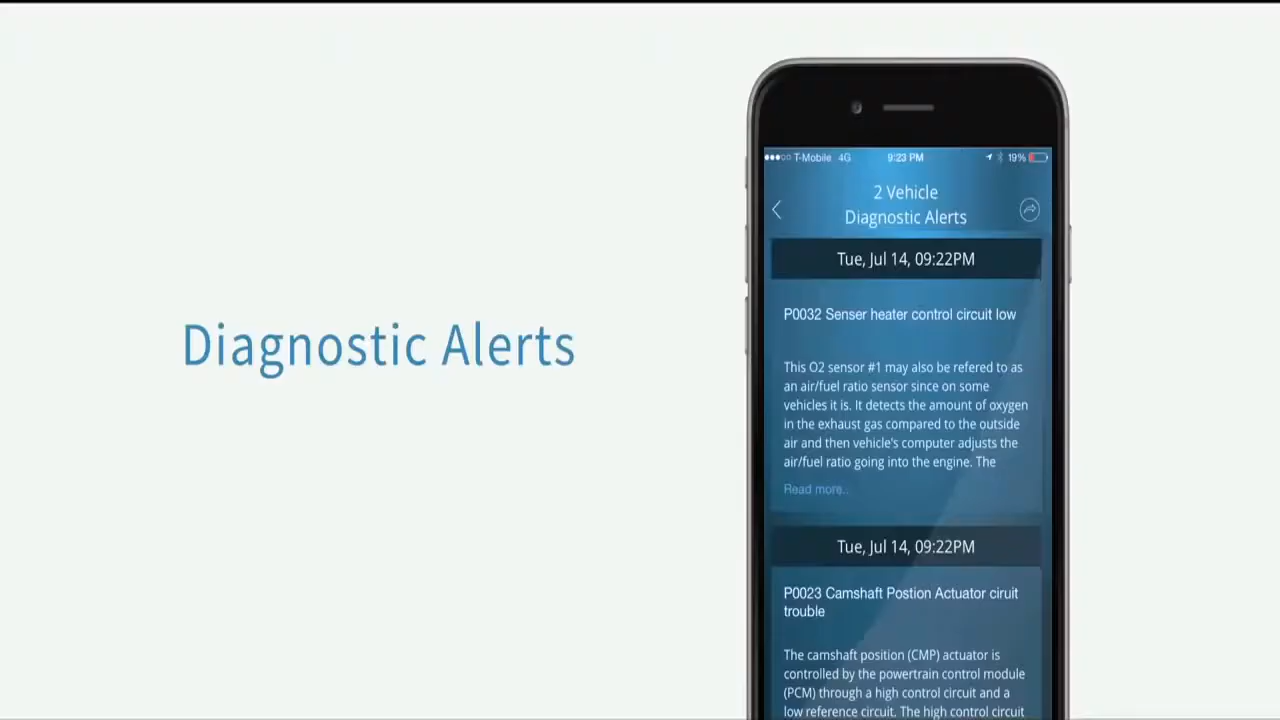 Diagnostic Alerts
T-Mobile 4G 9:23 PM 19%
2 Vehicle
Diagnostic Alerts
Tue, Jul 14, 09:22PM
P0032 Senser heater control circuit low
This O2 sensor #1 may also be refered to as
an air/fuel ratio sensor since on some
vehicles it is. It detects the amount of oxygen
in the exhaust gas compared to the outside
air and then vehicle's computer adjusts the
air/fuel ratio going into the engine. The
Read more..
Tue, Jul 14, 09:22PM
P0023 Camshaft Postion Actuator ciruit
trouble
The camshaft position (CMP) actuator is
controlled by the powertrain control module
(PCM) through a high control circuit and a
low reference circuit. The high control circuit